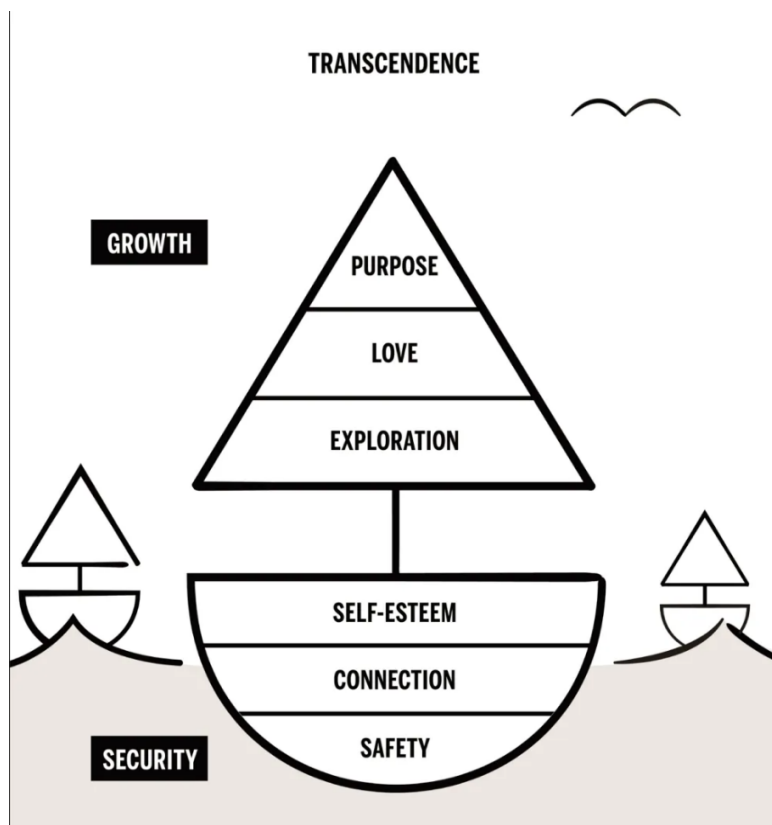 TRANSCENDENCE
GROWTH
PURPOSE
LOVE
EXPLORATION
SELF-ESTEEM
CONNECTION
SAFETY
SECURITY